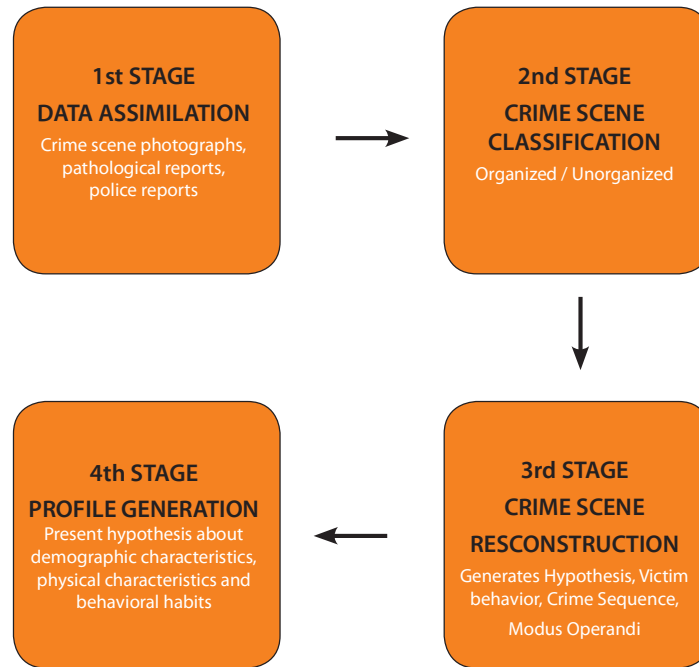 1st STAGE
DATA ASSIMILATION
Crime scene photographs,
pathological reports,
police reports
2nd STAGE
CRIME SCENE
CLASSIFICATION
Organized / Unorganized
3rd STAGE
CRIME SCENE
RESCONSTRUCTION
Generates Hypothesis, Victim
behavior, Crime Sequence,
Modus Operandi
4th STAGE
PROFILE GENERATION
Present hypothesis about
demographic characteristics,
physical characteristics and
behavioral habits